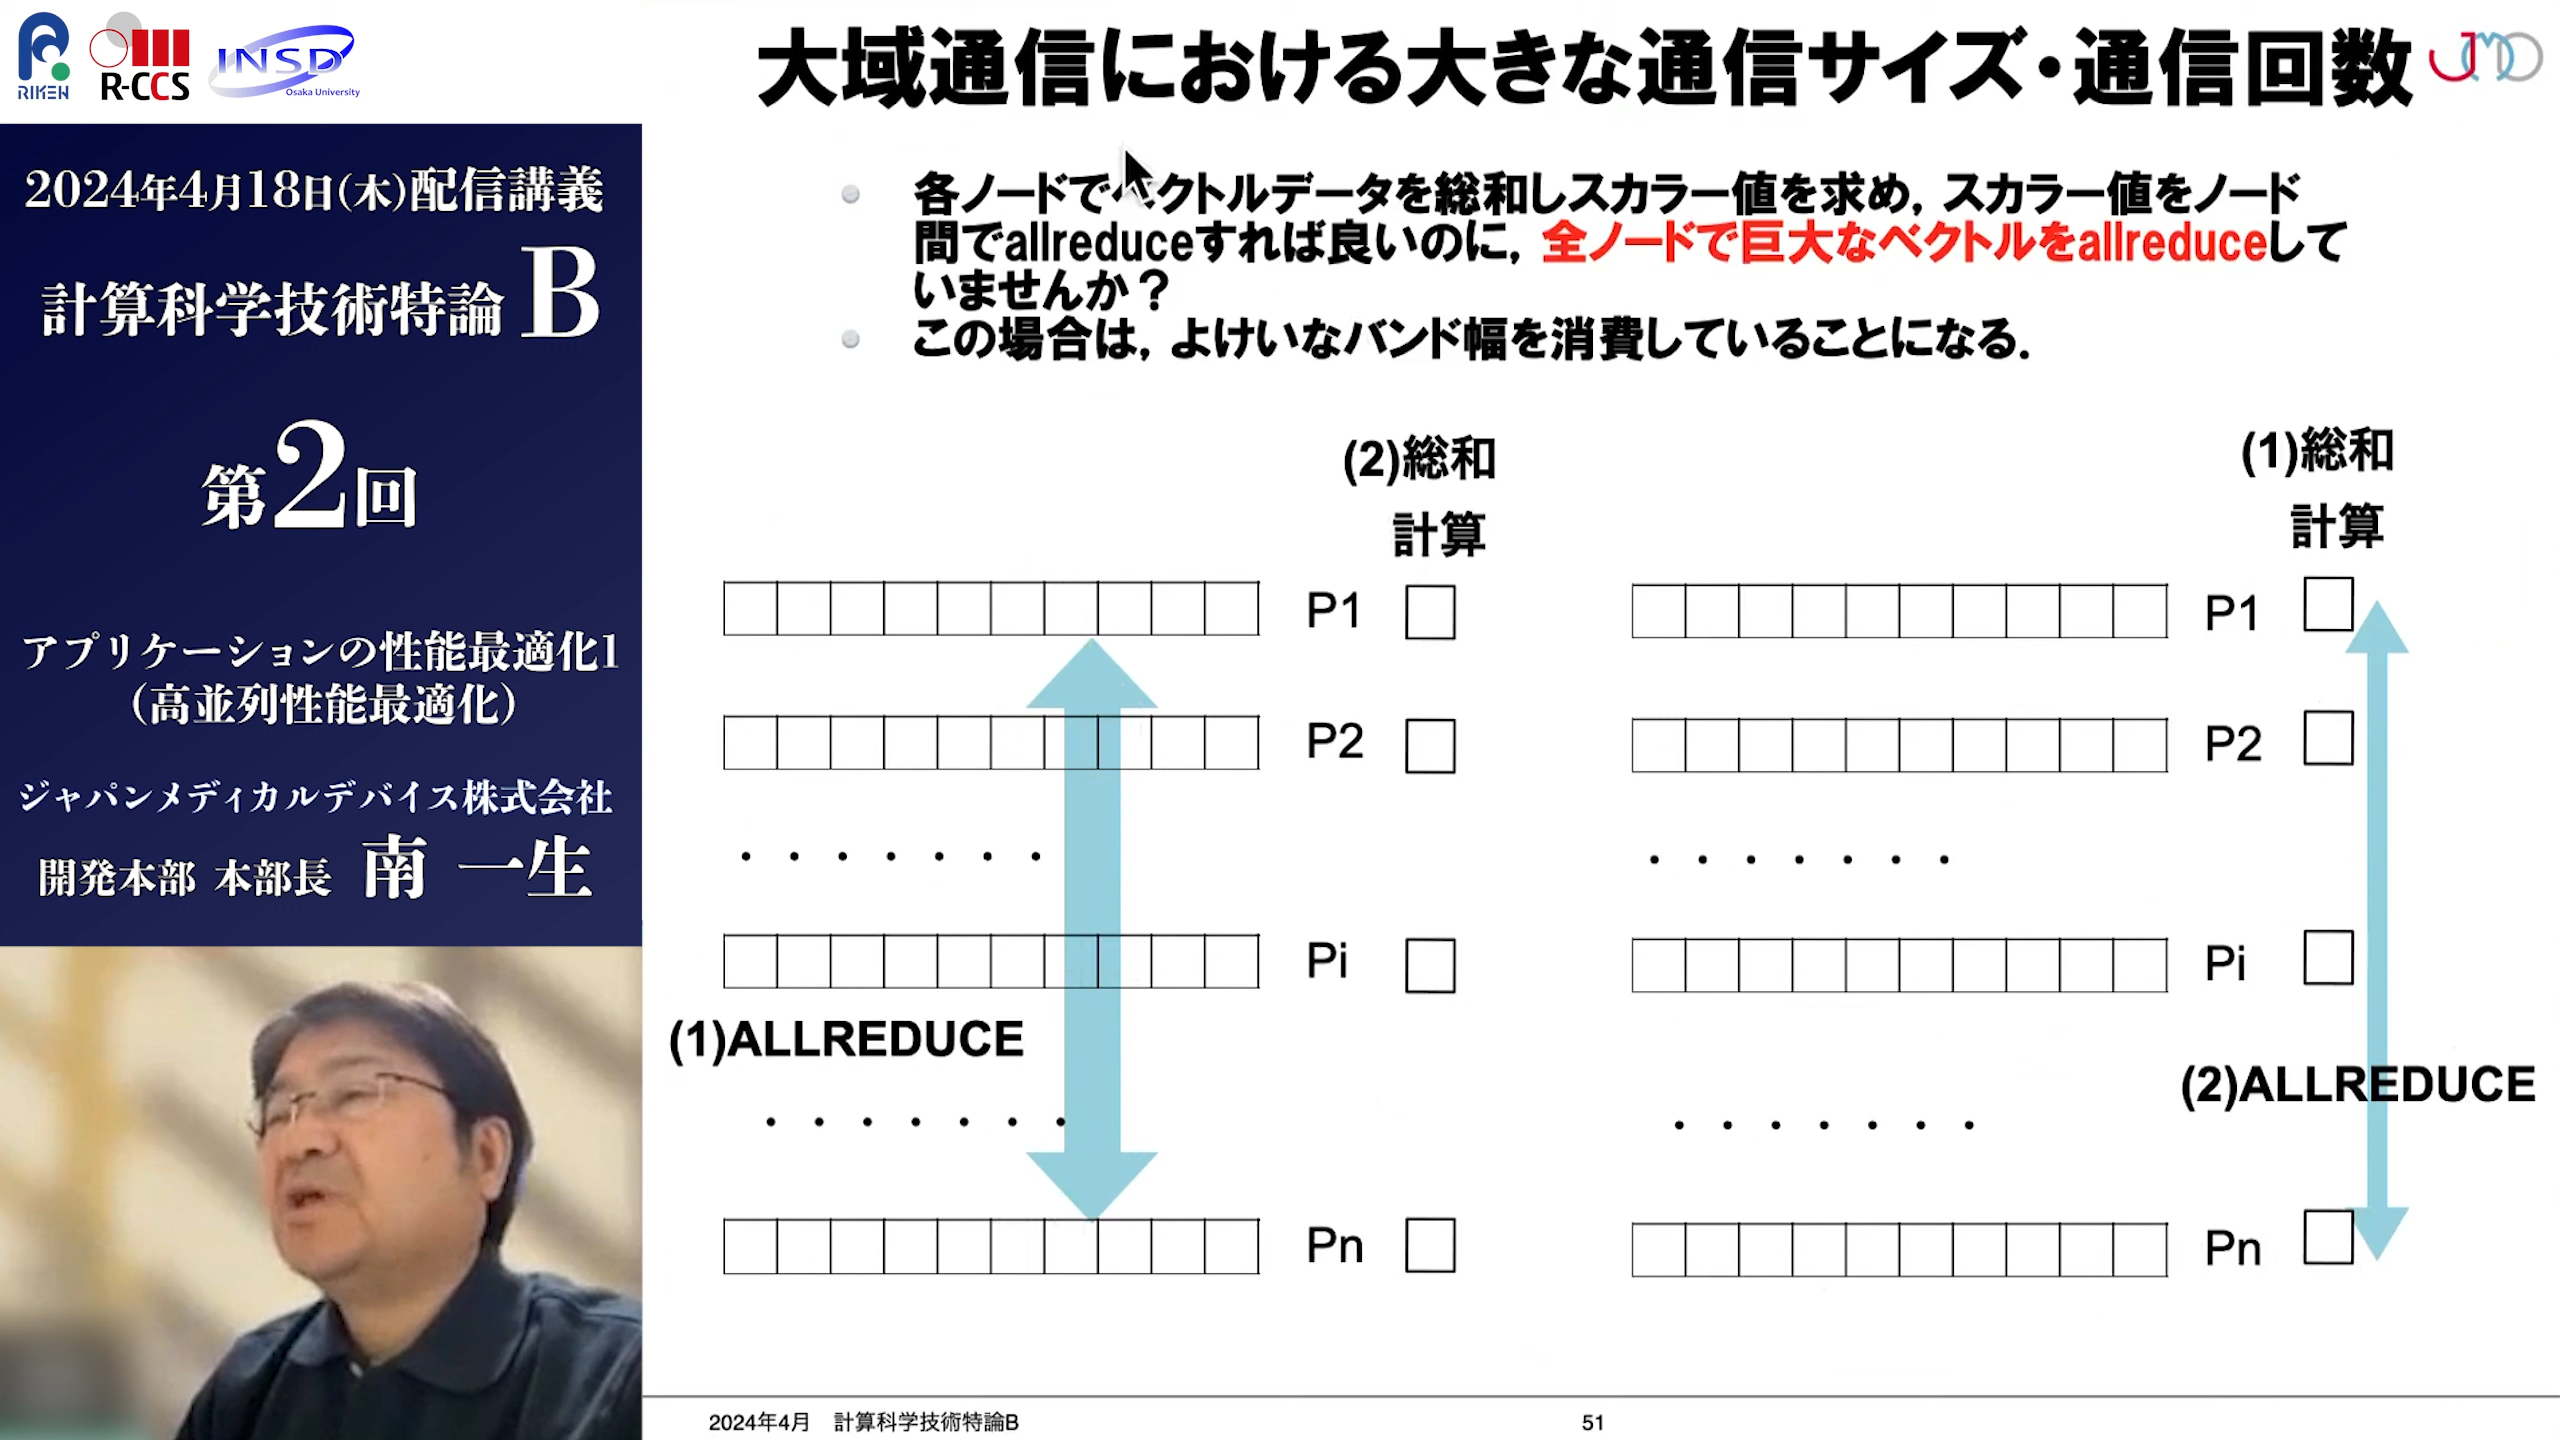 RIKEN
R-CCS
INSD
Osaka University
2024年4月18日(木)配信講義
計算科学技術特論 B
第2回
アプリケーションの性能最適化1
(高並列性能最適化)
ジャパンメディカルデバイス株式会社
開発本部 本部長 南 一生
大域通信における大きな通信サイズ・通信回数
各ノードでベクトルデータを総和しスカラー値を求め, スカラー値をノード
間でallreduceすれば良いのに, 全ノードで巨大なベクトルをallreduceして
いませんか？
この場合は, よけいなバンド幅を消費していることになる.
(2)総和
計算
P1
P2
・・・・・・・
Pi
(1)ALLREDUCE
・・・・・・・
Pn
(1)総和
計算
P1
P2
・・・・・・・
Pi
(2)ALLREDUCE
・・・・・・・
Pn
2024年4月 計算科学技術特論B
51